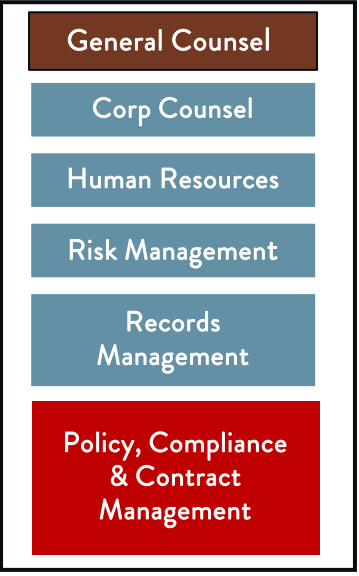 General Counsel
Corp Counsel
Human Resources
Risk Management
Records
Management
Policy, Compliance
& Contract
Management